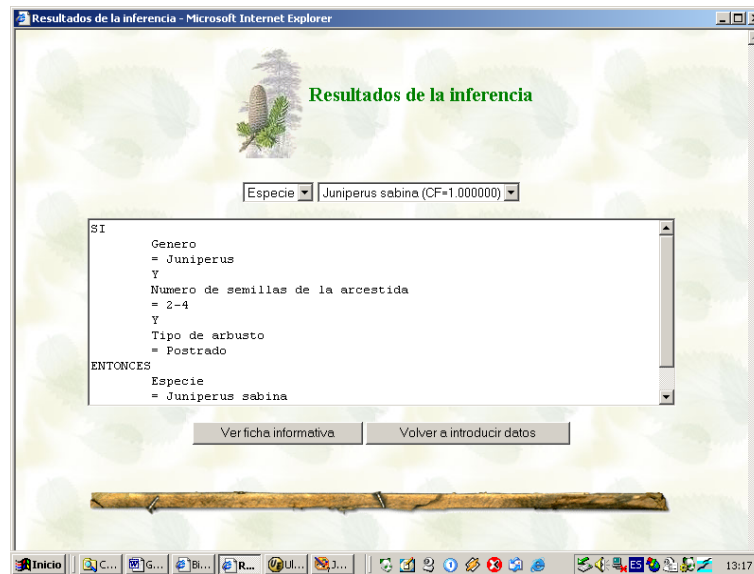 Resultados de la inferencia - Microsoft Internet Explorer
Resultados de la inferencia
Especie Juniperus sabina (CF=1.000000)
SI
Genero
= Juniperus
Y
Numero de semillas de la arcestida
= 2-4
Y
Tipo de arbusto
= Postrado
ENTONCES
Especie
= Juniperus sabina
Ver ficha informativa Volver a introducir datos
Inicio C... G... Bi... R... Ul... J... ES 13:17